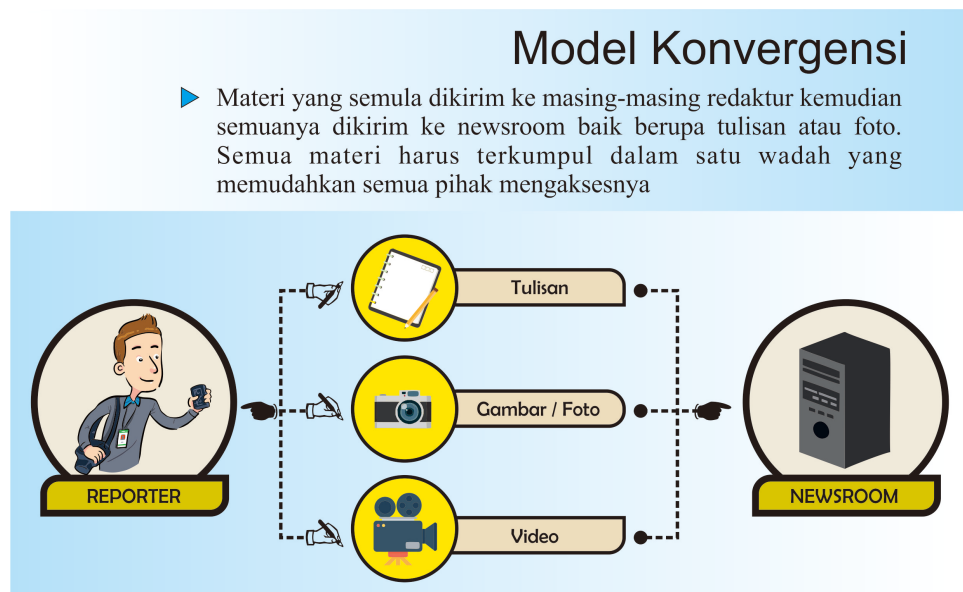 Model Konvergensi
Materi yang semula dikirim ke masing-masing redaktur kemudian
semuanya dikirim ke newsroom baik berupa tulisan atau foto.
Semua materi harus terkumpul dalam satu wadah yang
memudahkan semua pihak mengaksesnya
Tulisan
Gambar / Foto
Video
REPORTER
NEWSROOM